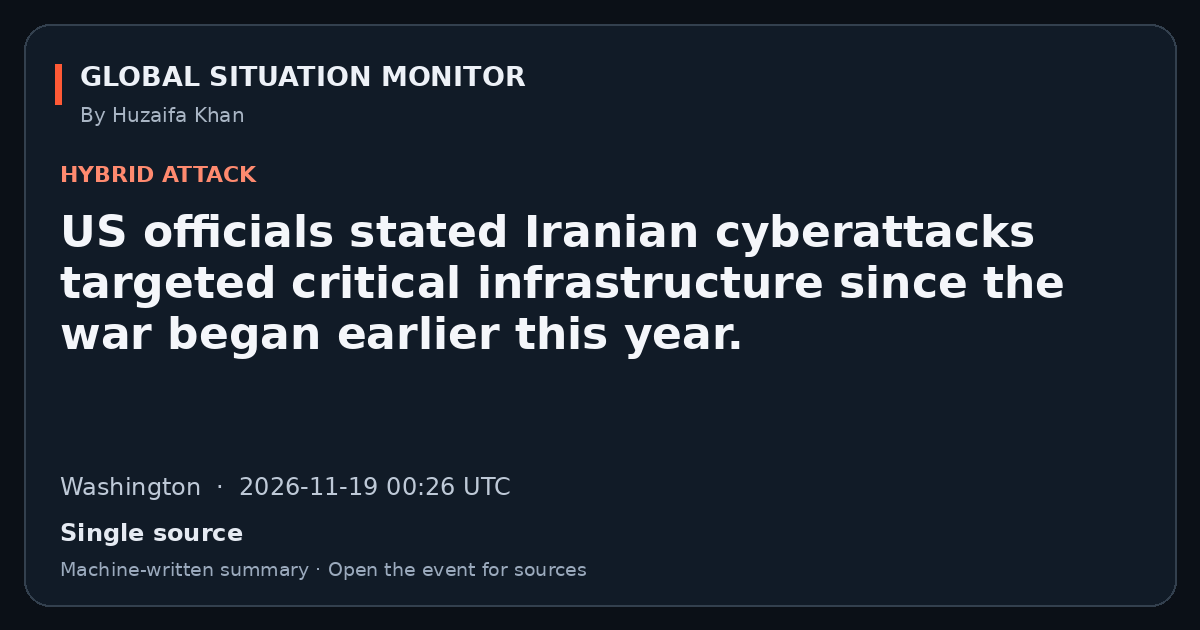 GLOBAL SITUATION MONITOR
By Huzaifa Khan
HYBRID ATTACK
US officials stated Iranian cyberattacks
targeted critical infrastructure since the
war began earlier this year.
Washington · 2026-11-19 00:26 UTC
Single source
Machine-written summary · Open the event for sources